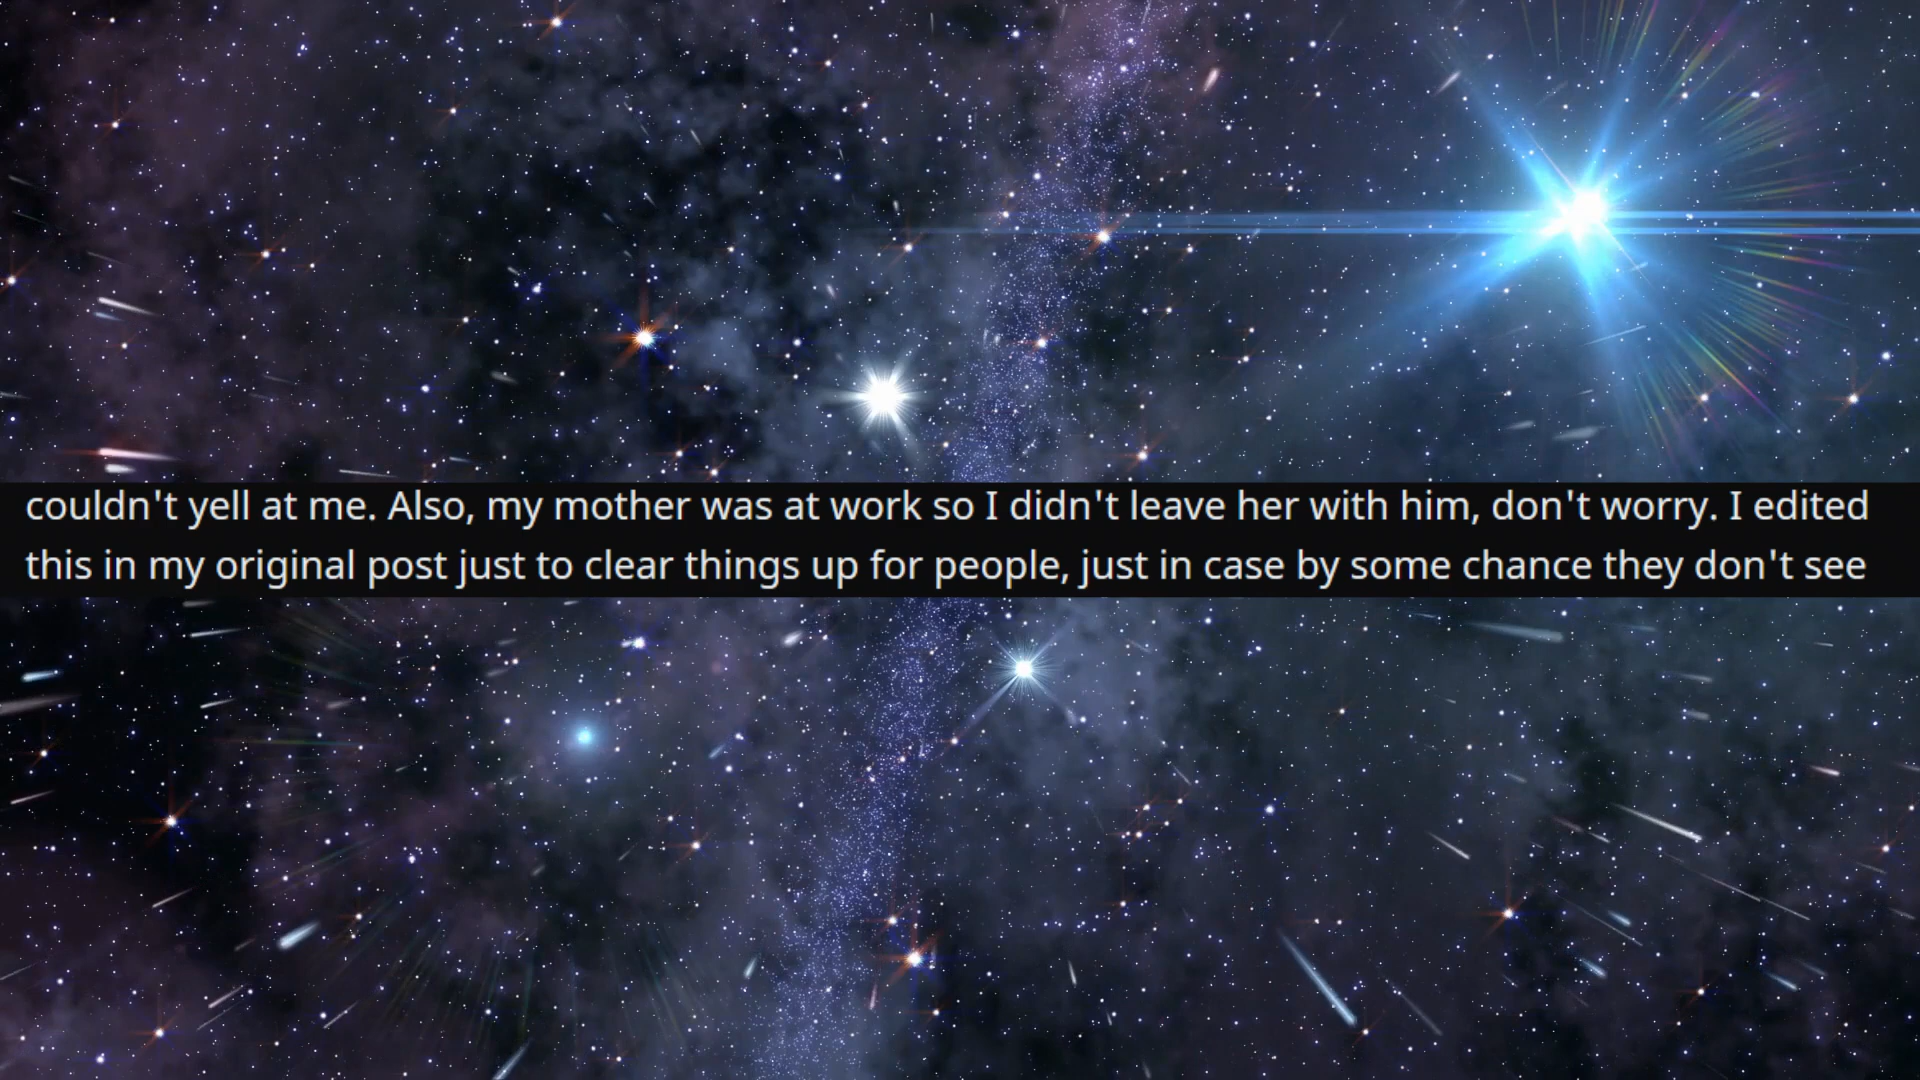 couldn't yell at me. Also, my mother was at work so I didn't leave her with him, don't worry. I edited
this in my original post just to clear things up for people, just in case by some chance they don't see